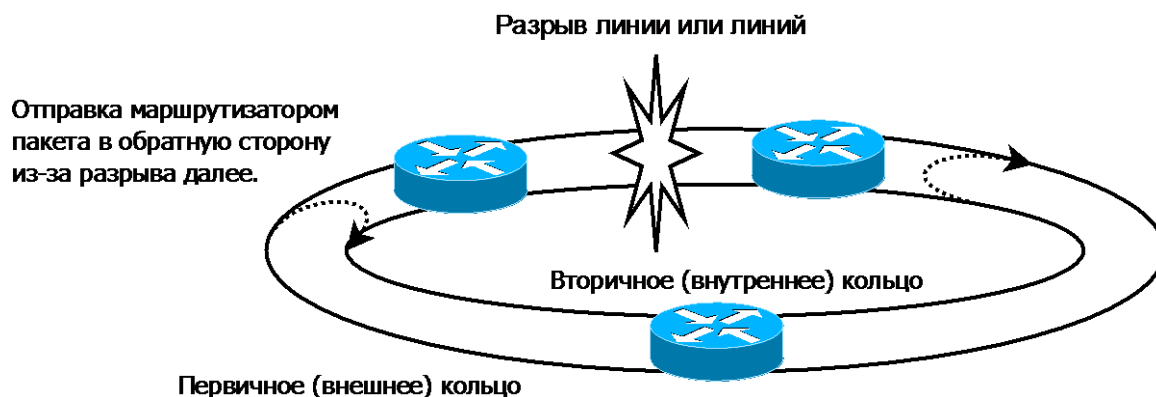 Разрыв линии или линий
Отправка маршрутизатором
пакета в обратную сторону
из-за разрыва далее.
Вторичное (внутреннее) кольцо
Первичное (внешнее) кольцо